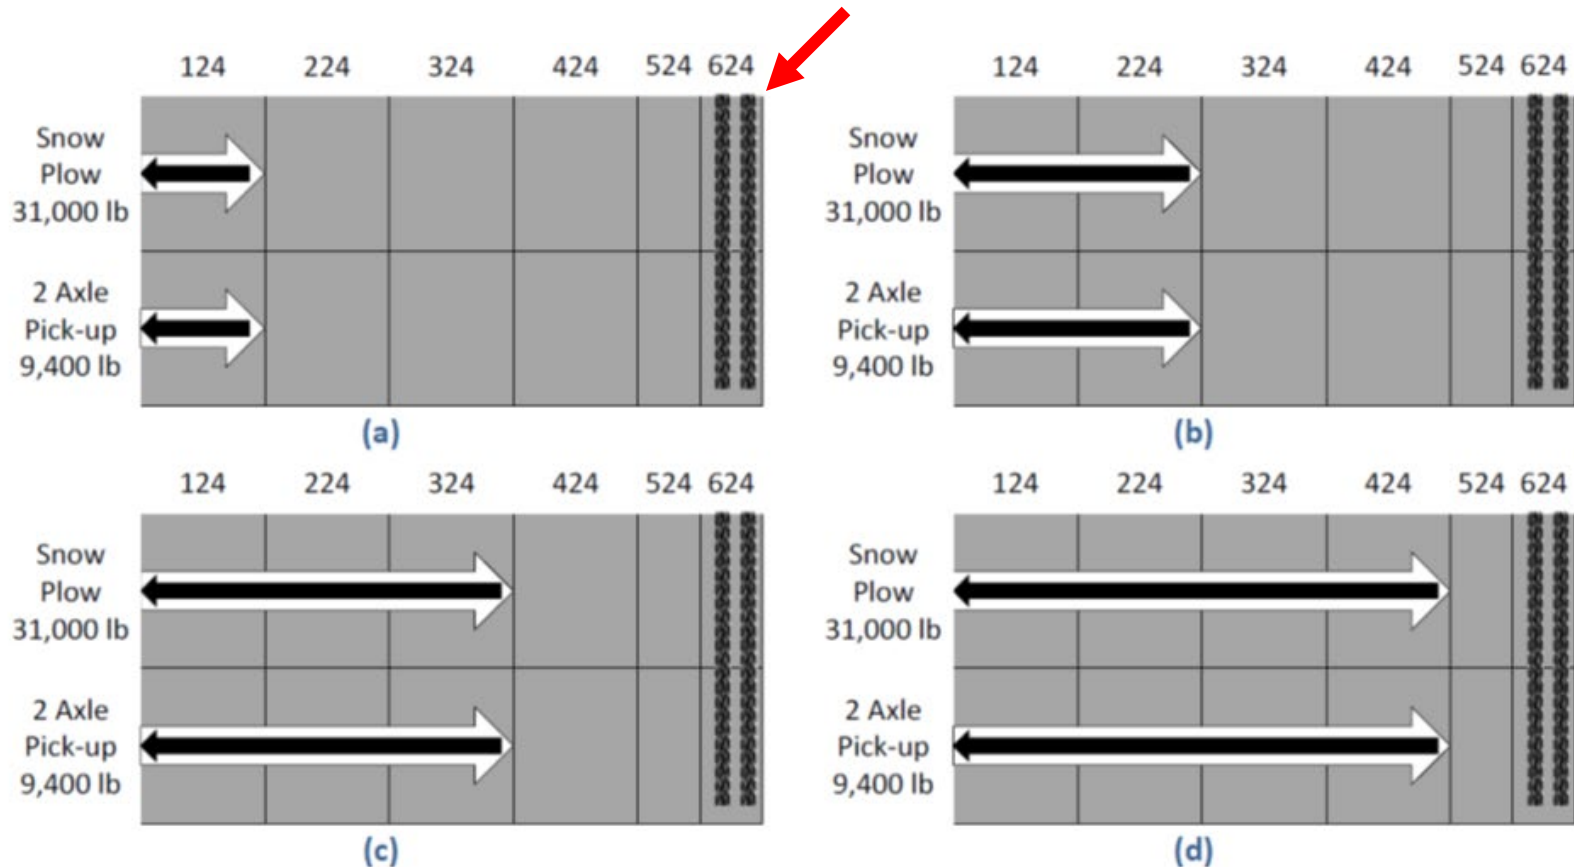 124 224 324 424 524 624
Snow
Plow
31,000 lb
2 Axle
Pick-up
9,400 lb
(a)
124 224 324 424 524 624
Snow
Plow
31,000 lb
2 Axle
Pick-up
9,400 lb
(b)
124 224 324 424 524 624
Snow
Plow
31,000 lb
2 Axle
Pick-up
9,400 lb
(c)
124 224 324 424 524 624
Snow
Plow
31,000 lb
2 Axle
Pick-up
9,400 lb
(d)